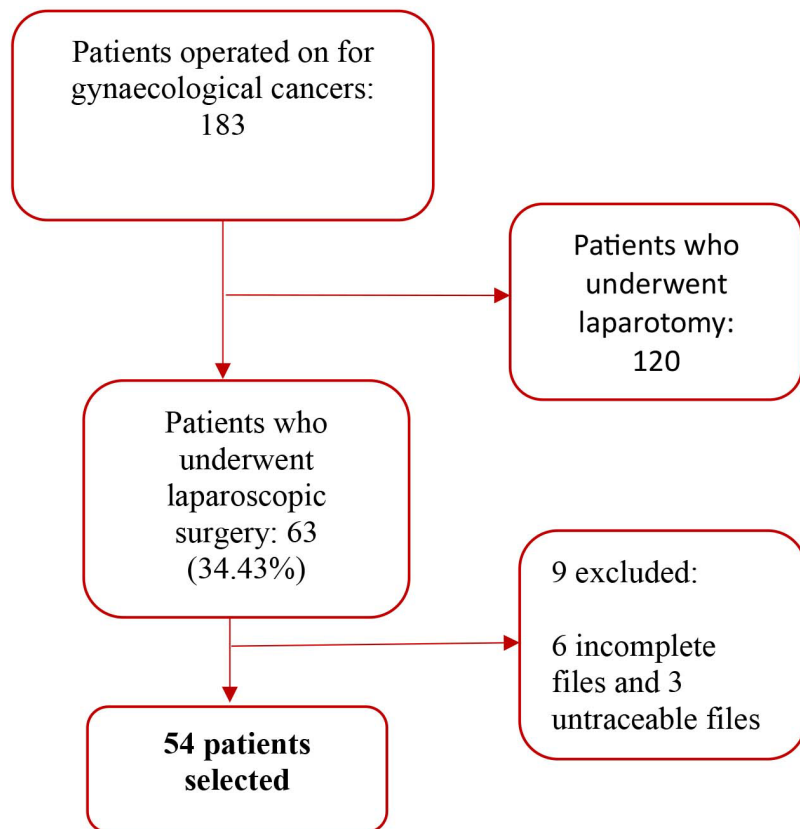 Patients operated on for
gynaecological cancers:
183
Patients who
underwent
laparotomy:
120
Patients who
underwent
laparoscopic
surgery: 63
(34.43%)
9 excluded:
6 incomplete
files and 3
untraceable files
54 patients
selected